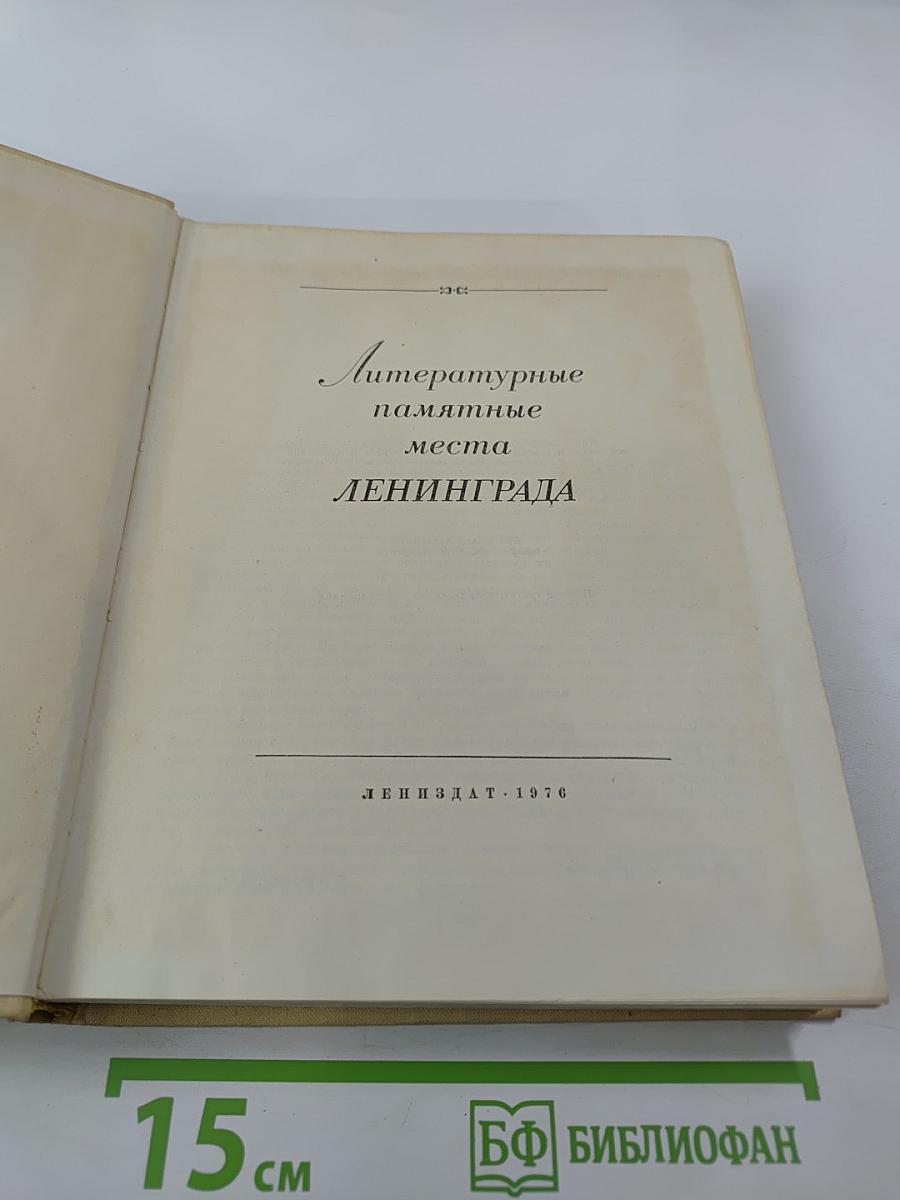 Литературные
памятные
места
ЛЕНИНГРАДА
ЛЕНИЗДАТ · 1976
15 см
БФ БИБЛИОФАН